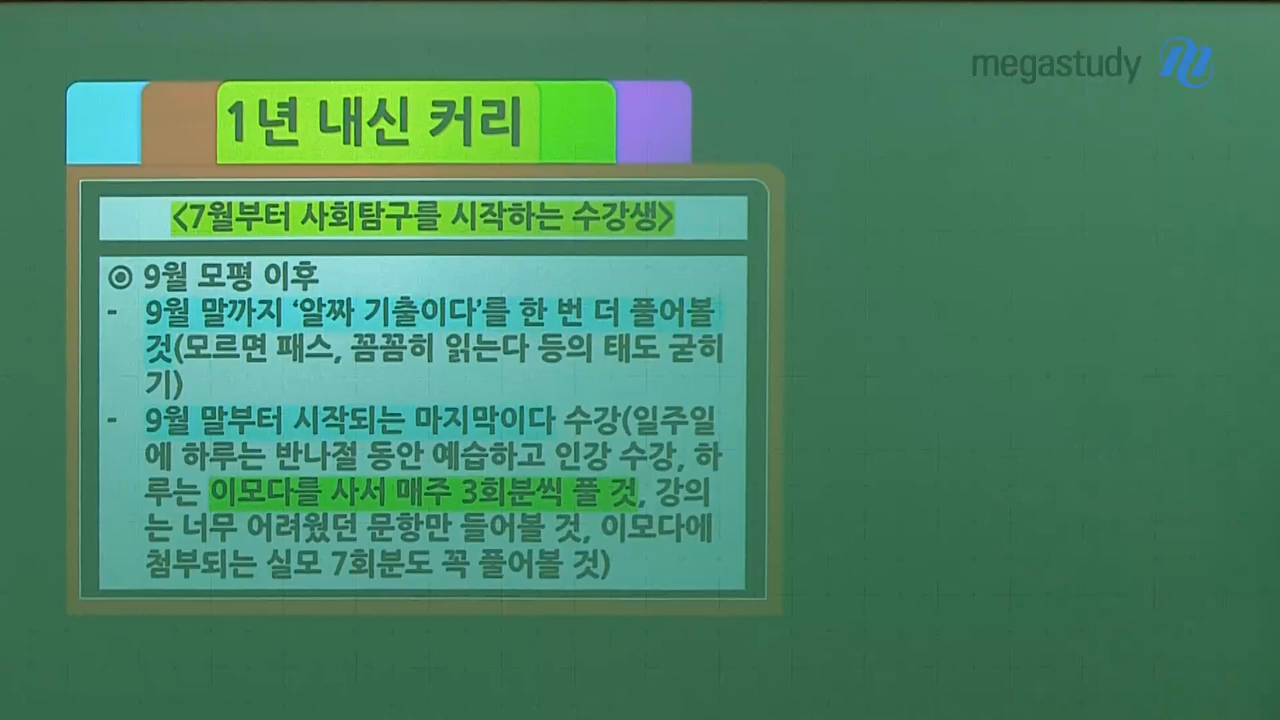 megastudy
1년 내신 커리
<7월부터 사회탐구를 시작하는 수강생>
◎ 9월 모평 이후
- 9월 말까지 ‘알짜 기출이다’를 한 번 더 풀어볼
것(모르면 패스, 꼼꼼히 읽는다 등의 태도 굳히
기)
- 9월 말부터 시작되는 마지막이다 수강(일주일
에 하루는 반나절 동안 예습하고 인강 수강, 하
루는 이모다를 사서 매주 3회분씩 풀 것, 강의
는 너무 어려웠던 문항만 들어볼 것, 이모다에
첨부되는 실모 7회분도 꼭 풀어볼 것)